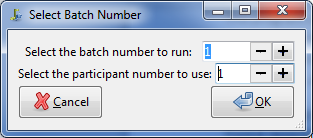 Select Batch Number
Select the batch number to run: 1
Select the participant number to use: 1
Cancel OK